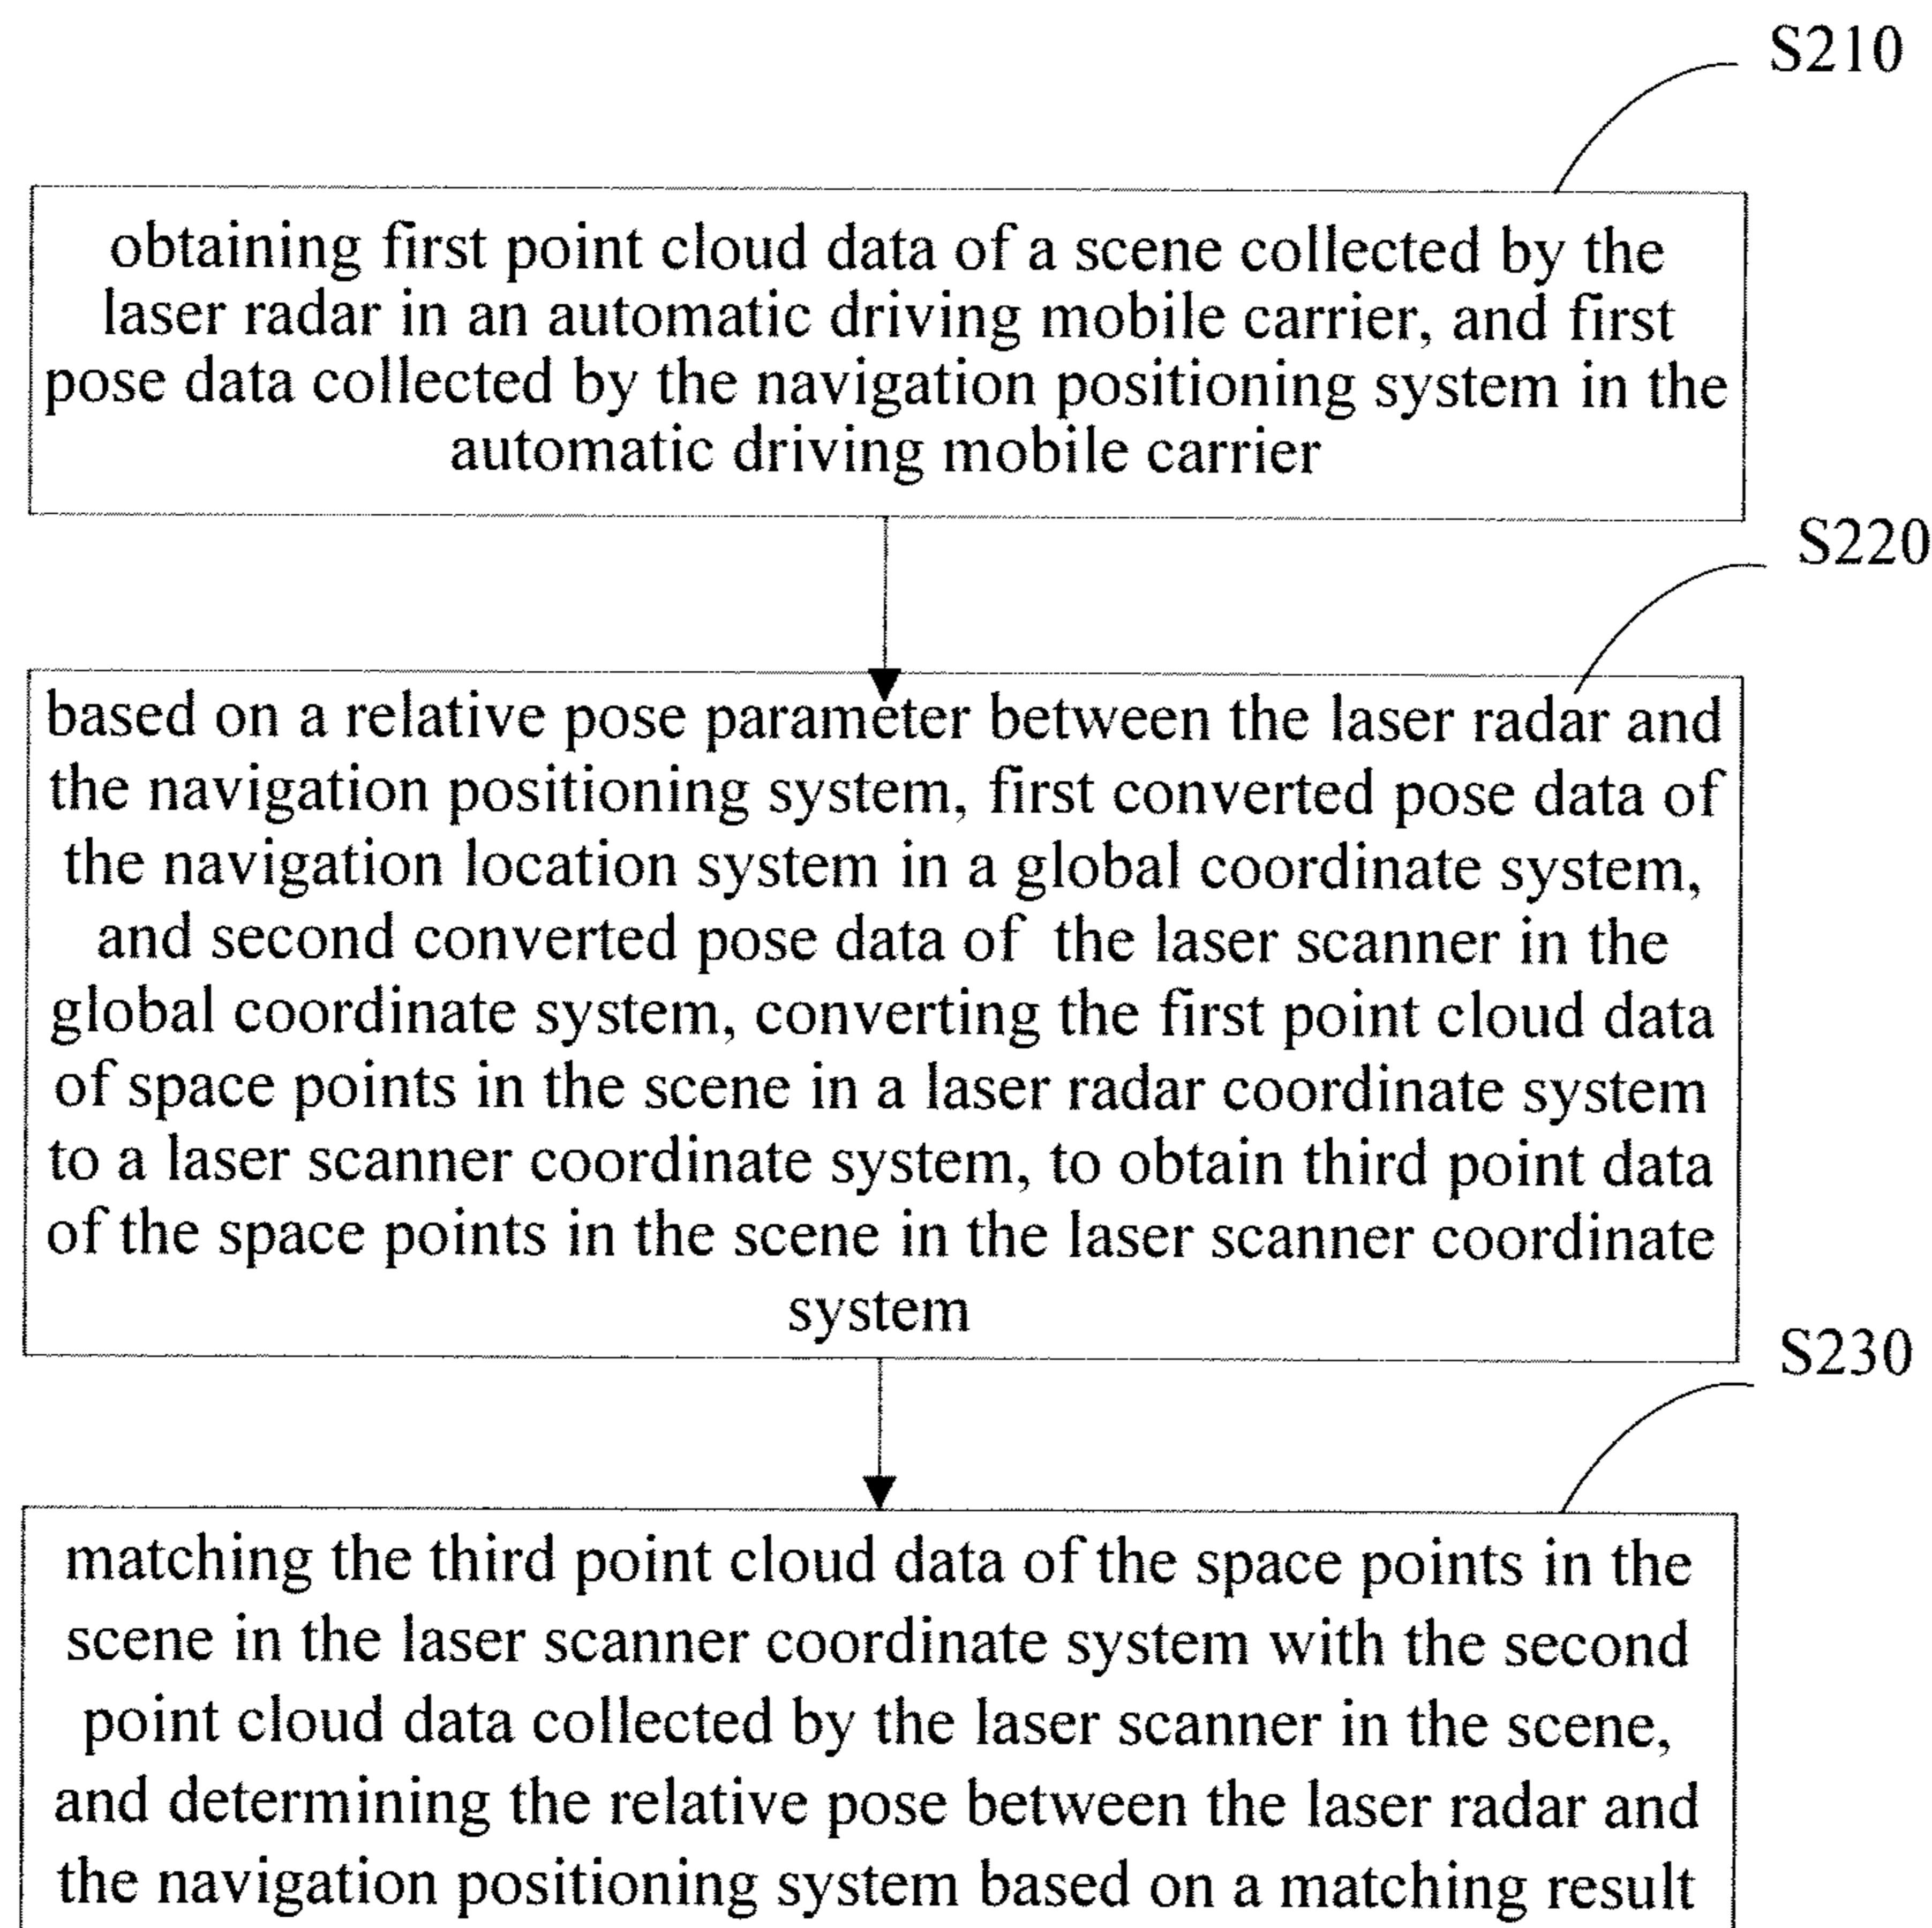 S210
obtaining first point cloud data of a scene collected by the
laser radar in an automatic driving mobile carrier, and first
pose data collected by the navigation positioning system in the
automatic driving mobile carrier
S220
based on a relative pose parameter between the laser radar and
the navigation positioning system, first converted pose data of
the navigation location system in a global coordinate system,
and second converted pose data of the laser scanner in the
global coordinate system, converting the first point cloud data
of space points in the scene in a laser radar coordinate system
to a laser scanner coordinate system, to obtain third point data
of the space points in the scene in the laser scanner coordinate
system
S230
matching the third point cloud data of the space points in the
scene in the laser scanner coordinate system with the second
point cloud data collected by the laser scanner in the scene,
and determining the relative pose between the laser radar and
the navigation positioning system based on a matching result